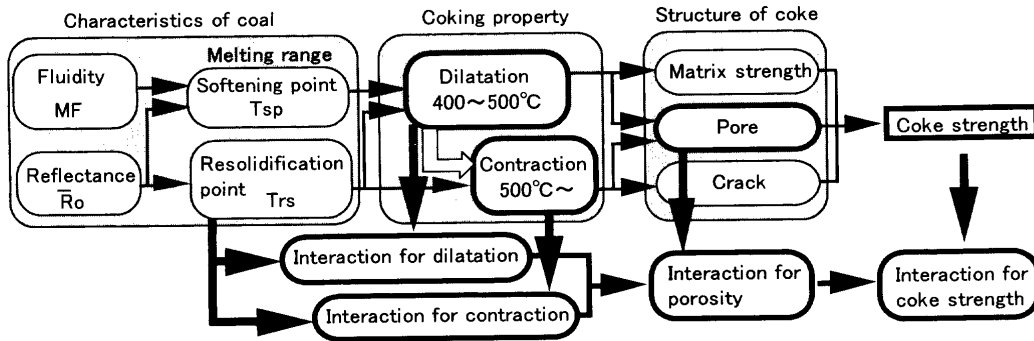 Characteristics of coal
Coking property
Structure of coke
Fluidity
MF
Melting range
Softening point
Tsp
Reflectance
R̅o
Resolidification
point Trs
Dilatation
400～500℃
Contraction
500℃～
Matrix strength
Pore
Crack
Coke strength
Interaction for dilatation
Interaction for contraction
Interaction for
porosity
Interaction for
coke strength